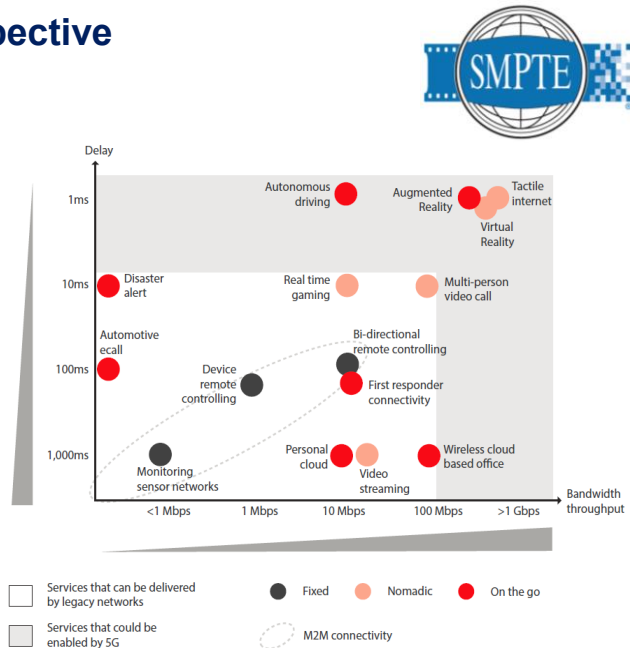 pective
SMPTE
Delay
1ms
10ms
100ms
1,000ms
Autonomous
driving
Augmented
Reality
Tactile
internet
Virtual
Reality
Disaster
alert
Real time
gaming
Multi-person
video call
Automotive
ecall
Bi-directional
remote controlling
Device
remote
controlling
First responder
connectivity
Monitoring
sensor networks
Personal
cloud
Video
streaming
Wireless cloud
based office
Bandwidth
throughput
<1 Mbps
1 Mbps
10 Mbps
100 Mbps
>1 Gbps
Services that can be delivered
by legacy networks
Fixed
Nomadic
On the go
Services that could be
enabled by 5G
M2M connectivity